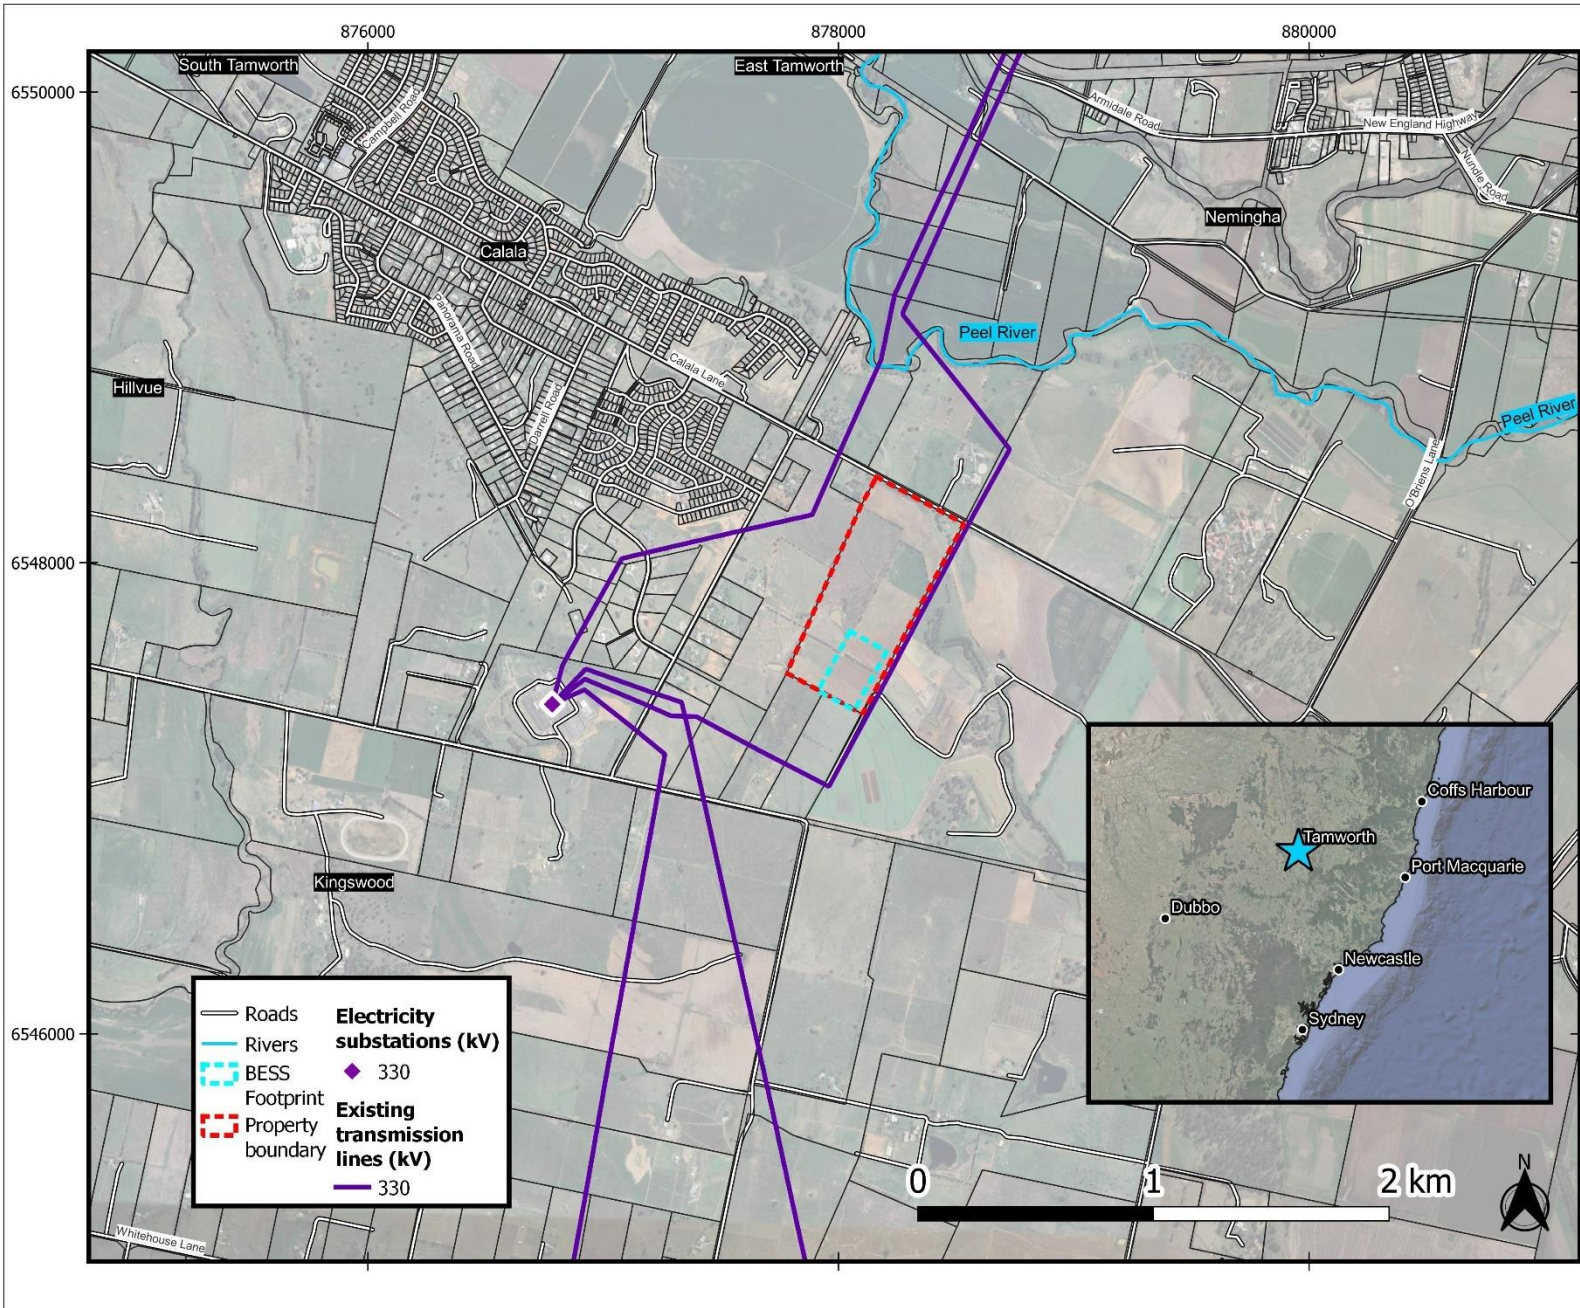 876000
878000
880000
6550000
6548000
6546000
South Tamworth
East Tamworth
Campbell Road
Armidale Road
New England Highway
Nundle Road
Nemingha
Calala
Panorama Road
Peel River
Calala Lane
Hillvue
Darrell Road
Peel River
O'Briens Lane
Kingswood
Whitehouse Lane
Roads
Rivers
BESS
Footprint
Property
boundary
Electricity
substations (kV)
330
Existing
transmission
lines (kV)
330
Coffs Harbour
Tamworth
Port Macquarie
Dubbo
Newcastle
Sydney
0 1 2 km
N